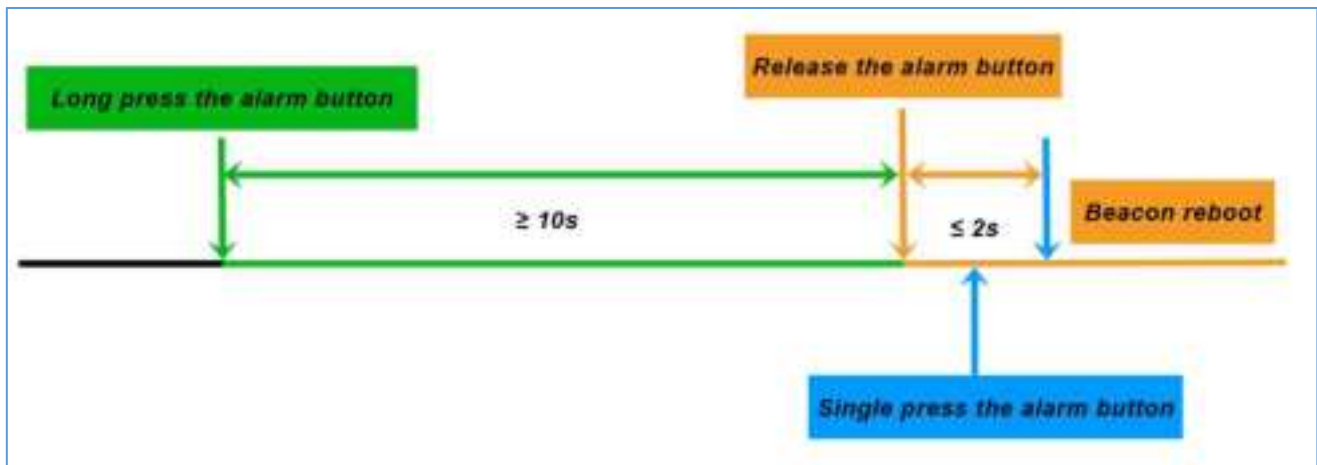 Release the alarm button
Long press the alarm button
≥ 10s
≤ 2s
Beacon reboot
Single press the alarm button